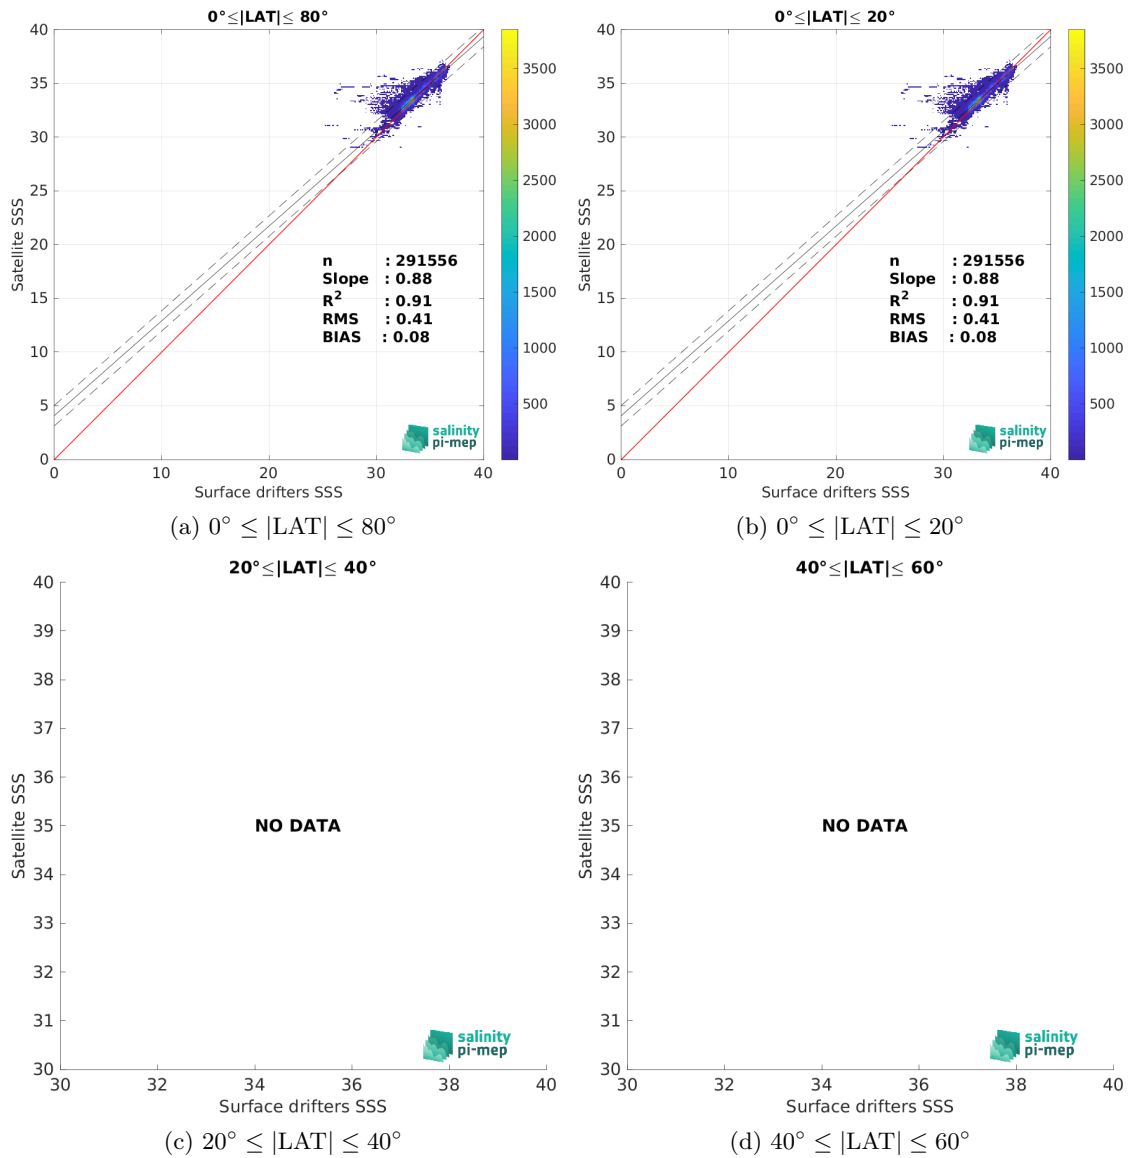 0°≤|LAT|≤ 80°
40
35
30
25
20
15
10
5
0
Satellite SSS
n : 291556
Slope : 0.88
R² : 0.91
RMS : 0.41
BIAS : 0.08
salinity
pi-mep
0 10 20 30 40
Surface drifters SSS
3500
3000
2500
2000
1500
1000
500
(a) 0° ≤ |LAT| ≤ 80°
0°≤|LAT|≤ 20°
40
35
30
25
20
15
10
5
0
Satellite SSS
n : 291556
Slope : 0.88
R² : 0.91
RMS : 0.41
BIAS : 0.08
salinity
pi-mep
0 10 20 30 40
Surface drifters SSS
3500
3000
2500
2000
1500
1000
500
(b) 0° ≤ |LAT| ≤ 20°
20°≤|LAT|≤ 40°
40
39
38
37
36
35
34
33
32
31
30
Satellite SSS
NO DATA
salinity
pi-mep
30 32 34 36 38 40
Surface drifters SSS
(c) 20° ≤ |LAT| ≤ 40°
40°≤|LAT|≤ 60°
40
39
38
37
36
35
34
33
32
31
30
Satellite SSS
NO DATA
salinity
pi-mep
30 32 34 36 38 40
Surface drifters SSS
(d) 40° ≤ |LAT| ≤ 60°